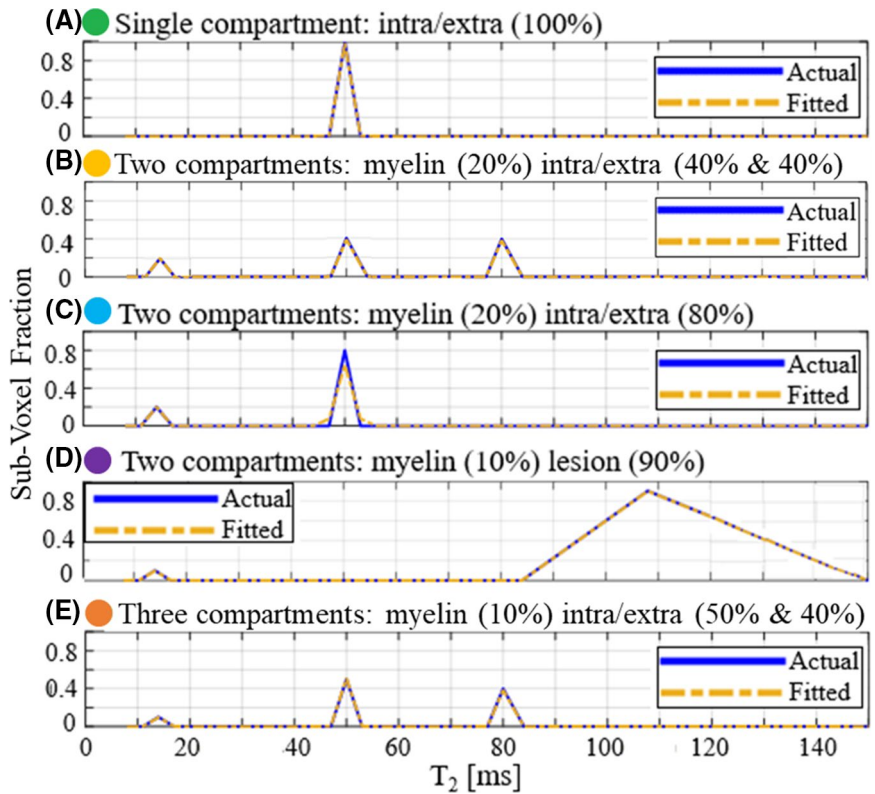 (A) Single compartment: intra/extra (100%)
0.8
0.4
0
Actual
Fitted
(B) Two compartments: myelin (20%) intra/extra (40% & 40%)
0.8
0.4
0
Actual
Fitted
(C) Two compartments: myelin (20%) intra/extra (80%)
0.8
0.4
0
Actual
Fitted
Sub-Voxel Fraction
(D) Two compartments: myelin (10%) lesion (90%)
0.8
0.4
0
Actual
Fitted
(E) Three compartments: myelin (10%) intra/extra (50% & 40%)
0.8
0.4
0
Actual
Fitted
0 20 40 60 80 100 120 140
T₂ [ms]